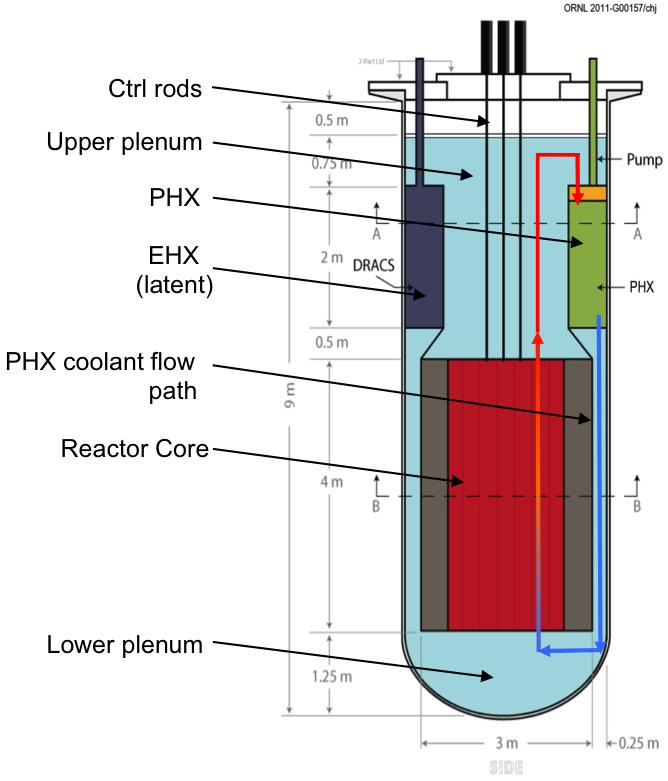 ORNL 2011-G00157/chj
2-Part Lid
Ctrl rods
0.5 m
Upper plenum
0.75 m
Pump
PHX
A
A
2 m
EHX
(latent)
DRACS
PHX
0.5 m
PHX coolant flow
path
9 m
Reactor Core
4 m
B
B
Lower plenum
1.25 m
3 m
0.25 m
SIDE